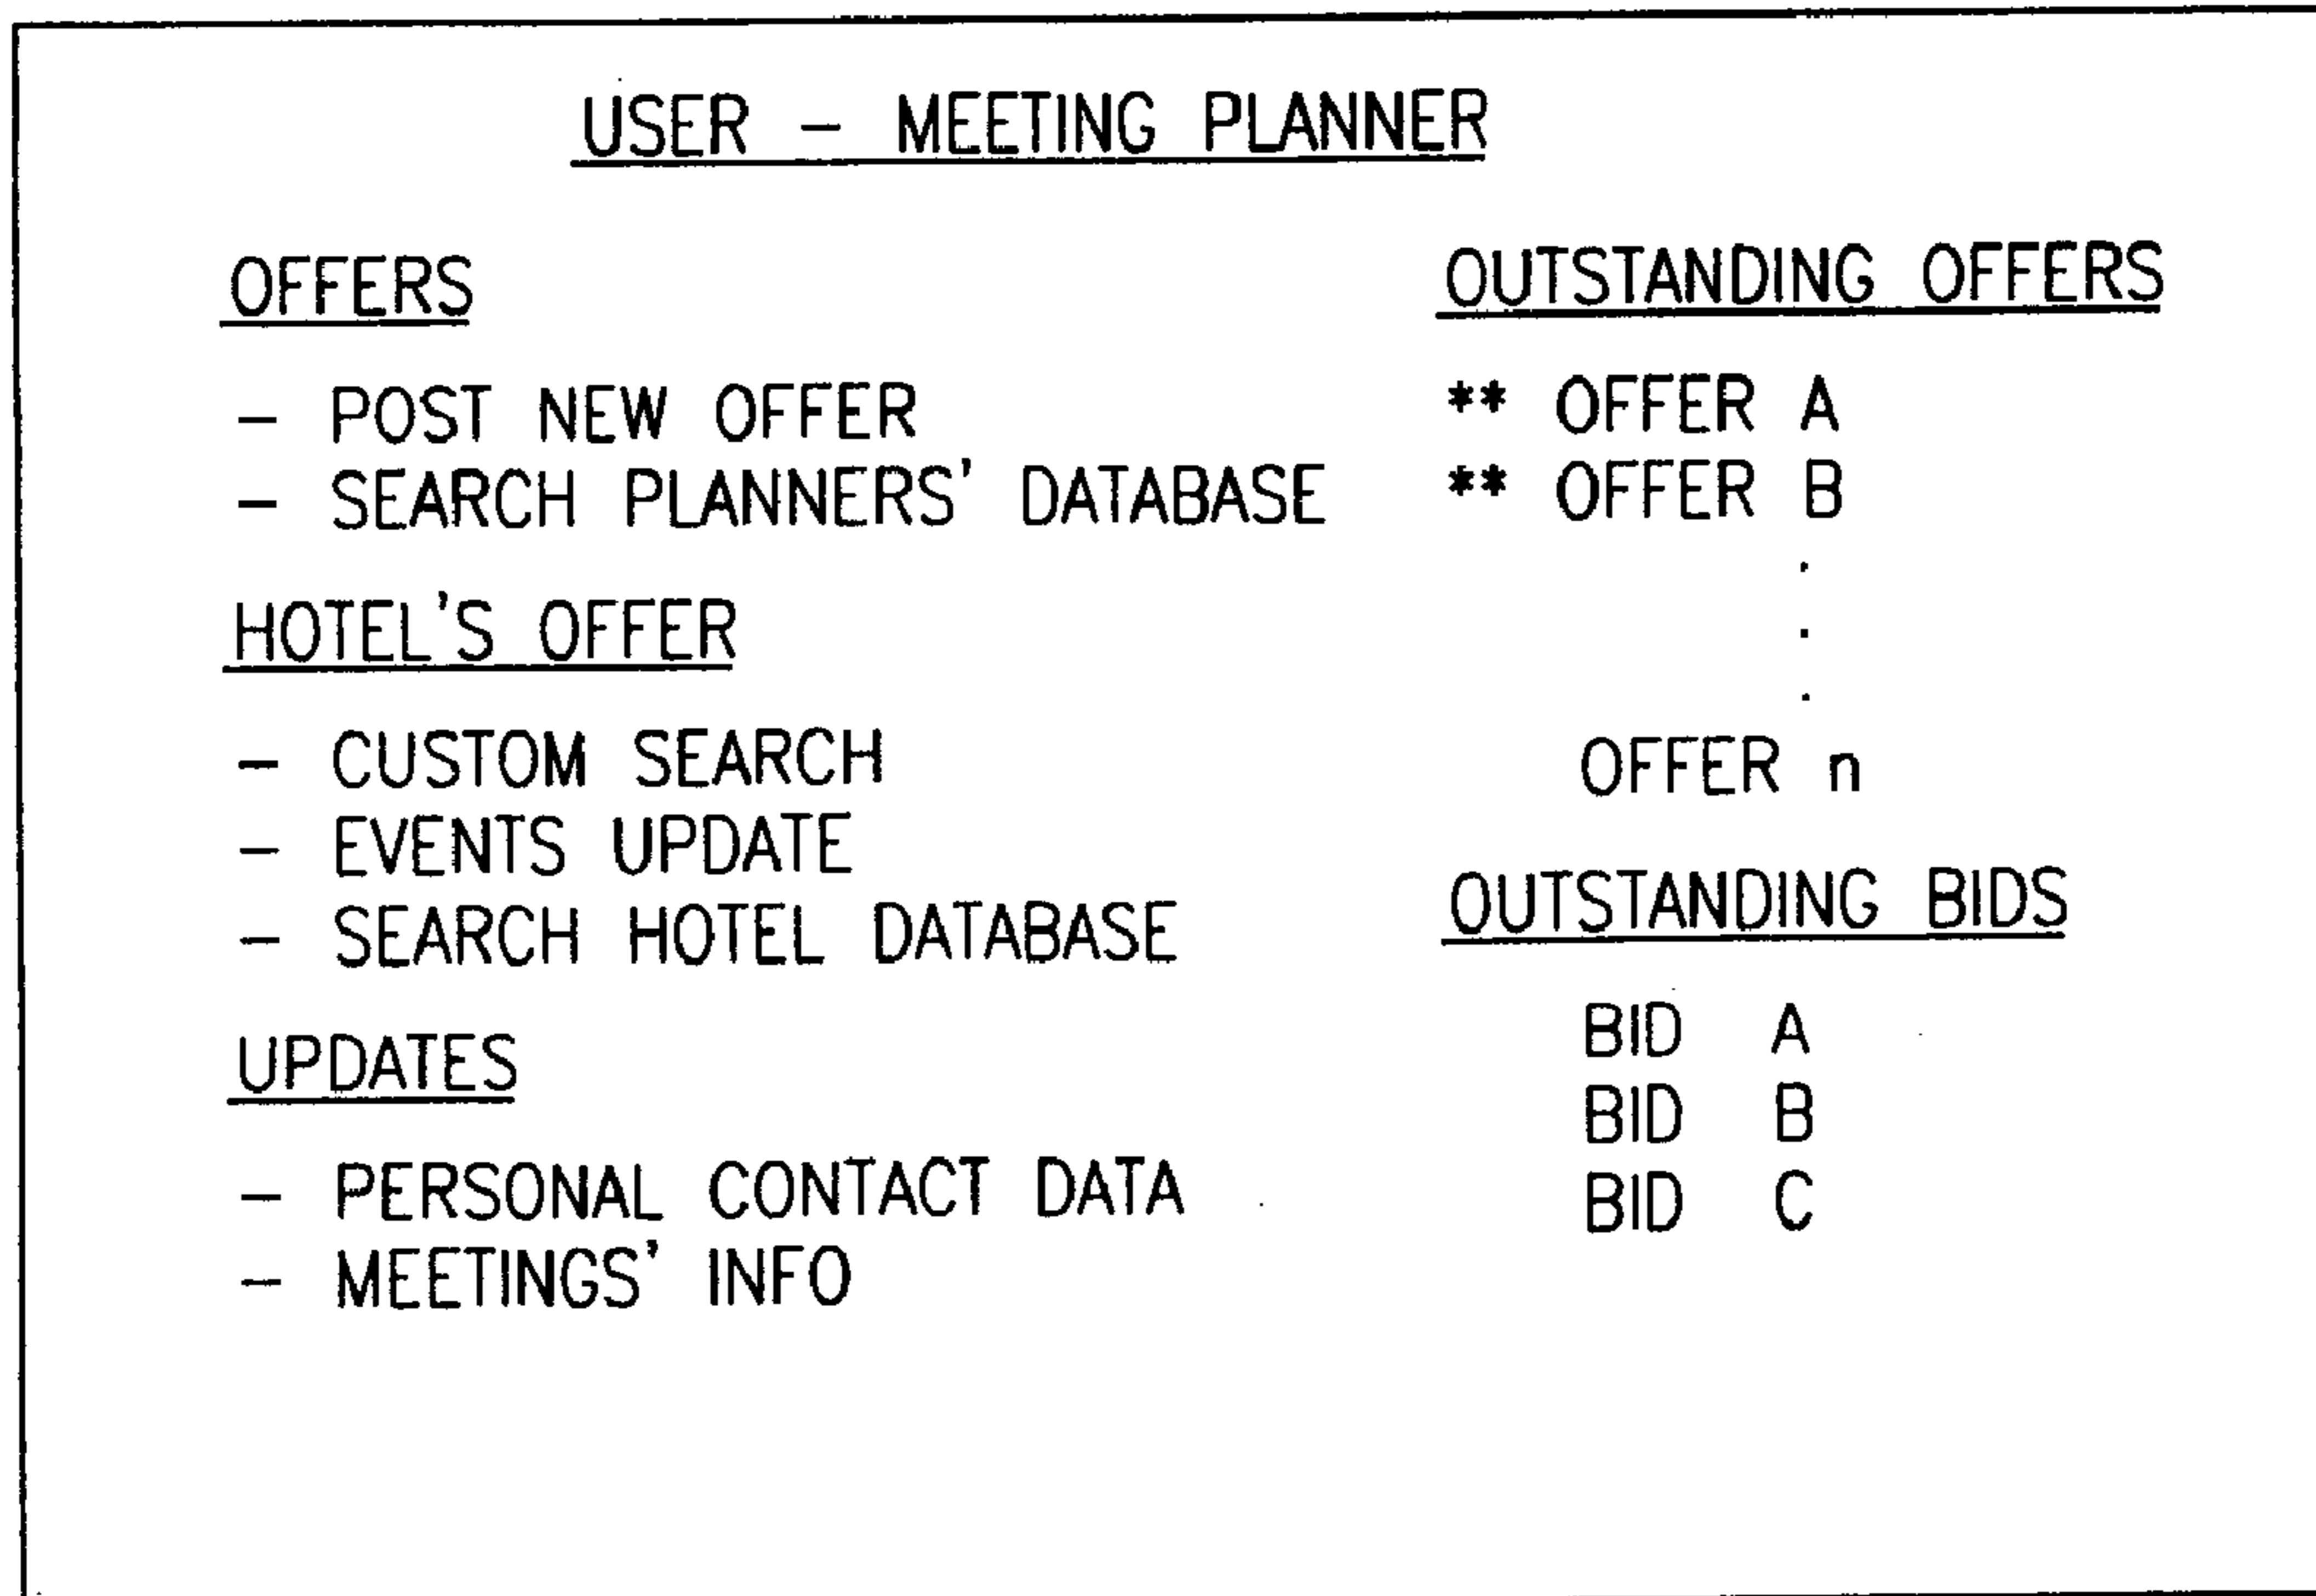 USER – MEETING PLANNER
OFFERS
– POST NEW OFFER
– SEARCH PLANNERS' DATABASE
HOTEL'S OFFER
– CUSTOM SEARCH
– EVENTS UPDATE
– SEARCH HOTEL DATABASE
UPDATES
– PERSONAL CONTACT DATA
– MEETINGS' INFO
OUTSTANDING OFFERS
** OFFER A
** OFFER B
.
.
.
OFFER n
OUTSTANDING BIDS
BID A
BID B
BID C